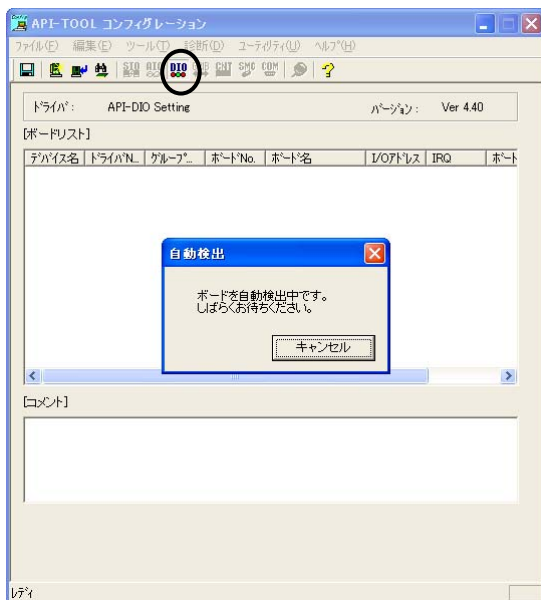 API-TOOL コンフィグレーション
ファイル(F) 編集(E) ツール(T) 診断(D) ユーティリティ(U) ヘルプ(H)
SIO AIO DIO CNT SMC COM
ドライバ: API-DIO Setting バージョン: Ver 4.40
[ボードリスト]
デバイス名 ドライバN... グループ... ボードNo. ボード名 I/Oアドレス IRQ ボード
自動検出
ボードを自動検出中です。
しばらくお待ちください。
キャンセル
[コメント]
レディ